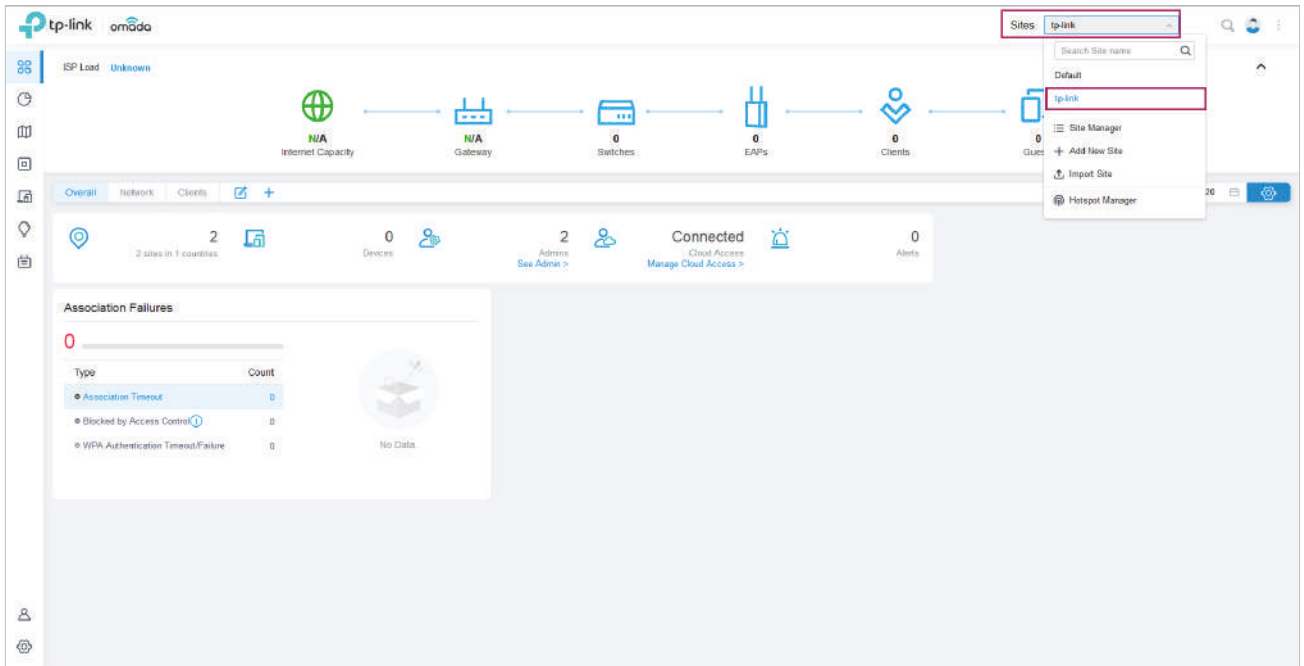 tp-link omada
Sites: tp-link
Search Site name
Default
tp-link
Site Manager
Add New Site
Import Site
Hotspot Manager
ISP Load Unknown
N/A N/A 0 0 0 0
Internet Capacity Gateway Switches EAPs Clients
Overall Network Clients
20
2 0 2 Connected 0
2 sites in 1 countries Devices Admins Cloud Access Alerts
See Admin > Manage Cloud Access >
Association Failures
0
Type Count
Association Timeout 0
Blocked by Access Control 0
WPA Authentication Timeout/Failure 0
No Data.